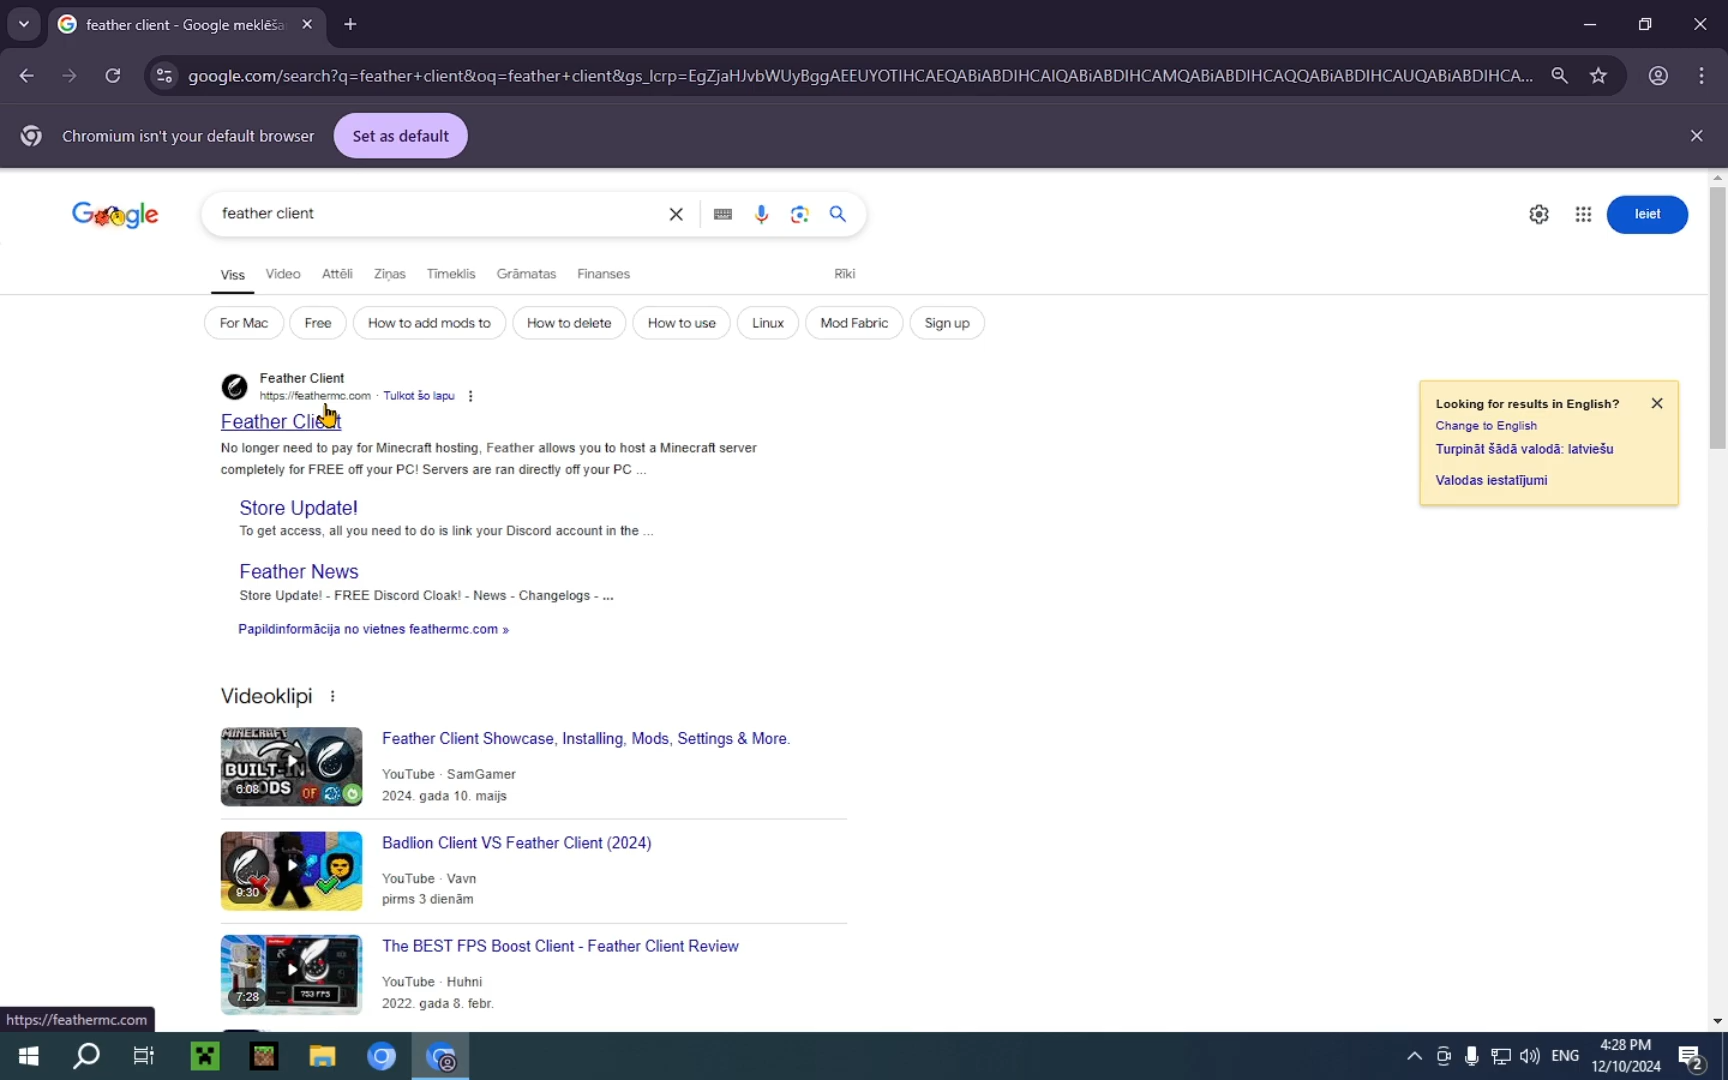 feather client - Google meklēša
google.com/search?q=feather+client&oq=feather+client&gs_lcrp=EgZjaHJvbWUyBggAEEUYOTIHCAEQABiABDIHCAIQABiABDIHCAMQABiABDIHCAQQABiABDIHCAUQABiABDIHCA...
Chromium isn't your default browser
Set as default
Google
feather client
Ieiet
Viss
Video
Attēli
Ziņas
Tīmeklis
Grāmatas
Finanses
Rīki
For Mac
Free
How to add mods to
How to delete
How to use
Linux
Mod Fabric
Sign up
Feather Client
https://feathermc.com · Tulkot šo lapu
Feather Client
No longer need to pay for Minecraft hosting, Feather allows you to host a Minecraft server
completely for FREE off your PC! Servers are ran directly off your PC ...
Store Update!
To get access, all you need to do is link your Discord account in the ...
Feather News
Store Update! - FREE Discord Cloak! - News - Changelogs - ...
Papildinformācija no vietnes feathermc.com »
Looking for results in English?
Change to English
Turpināt šādā valodā: latviešu
Valodas iestatījumi
Videoklipi
MINECRAFT
BUILT-IN
MODS
OF
6:08
Feather Client Showcase, Installing, Mods, Settings & More.
YouTube · SamGamer
2024. gada 10. maijs
9:30
Badlion Client VS Feather Client (2024)
YouTube · Vavn
pirms 3 dienām
753 FPS
7:28
The BEST FPS Boost Client - Feather Client Review
YouTube · Huhni
2022. gada 8. febr.
https://feathermc.com
ENG
4:28 PM
12/10/2024
2